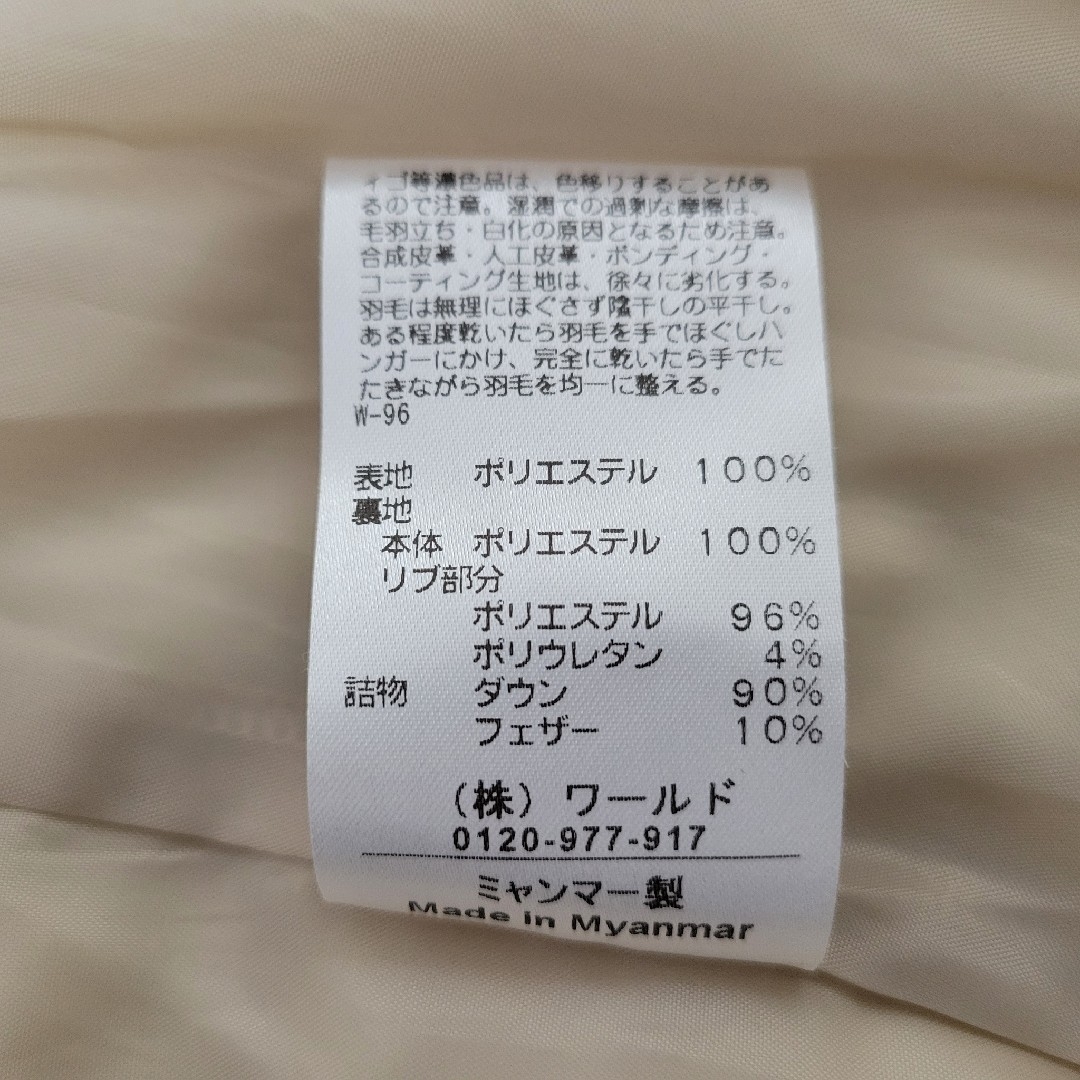 ィゴ等濃色品は、色移りすることがあ
るので注意。湿潤での過剰な摩擦は、
毛羽立ち・白化の原因となるため注意。
合成皮革・人工皮革・ボンディング・
コーティング生地は、徐々に劣化する。
羽毛は無理にほぐさず陰干しの平干し。
ある程度乾いたら羽毛を手でほぐしハ
ンガーにかけ、完全に乾いたら手でた
たきながら羽毛を均一に整える。
W-96
表地 ポリエステル 100%
裏地
本体 ポリエステル 100%
リブ部分
ポリエステル 96%
ポリウレタン 4%
詰物 ダウン 90%
フェザー 10%
(株) ワールド
0120-977-917
ミャンマー製
Made in Myanmar